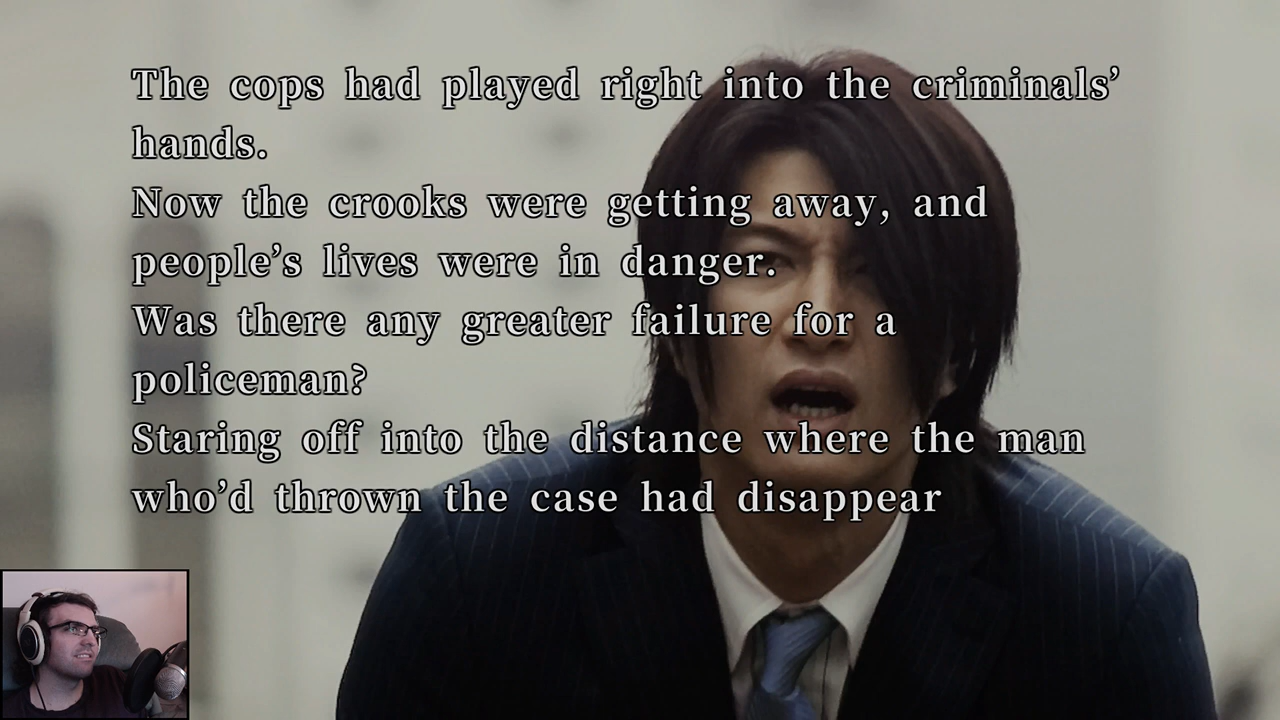 The cops had played right into the criminals’
hands.
Now the crooks were getting away, and
people’s lives were in danger.
Was there any greater failure for a
policeman?
Staring off into the distance where the man
who’d thrown the case had disappear